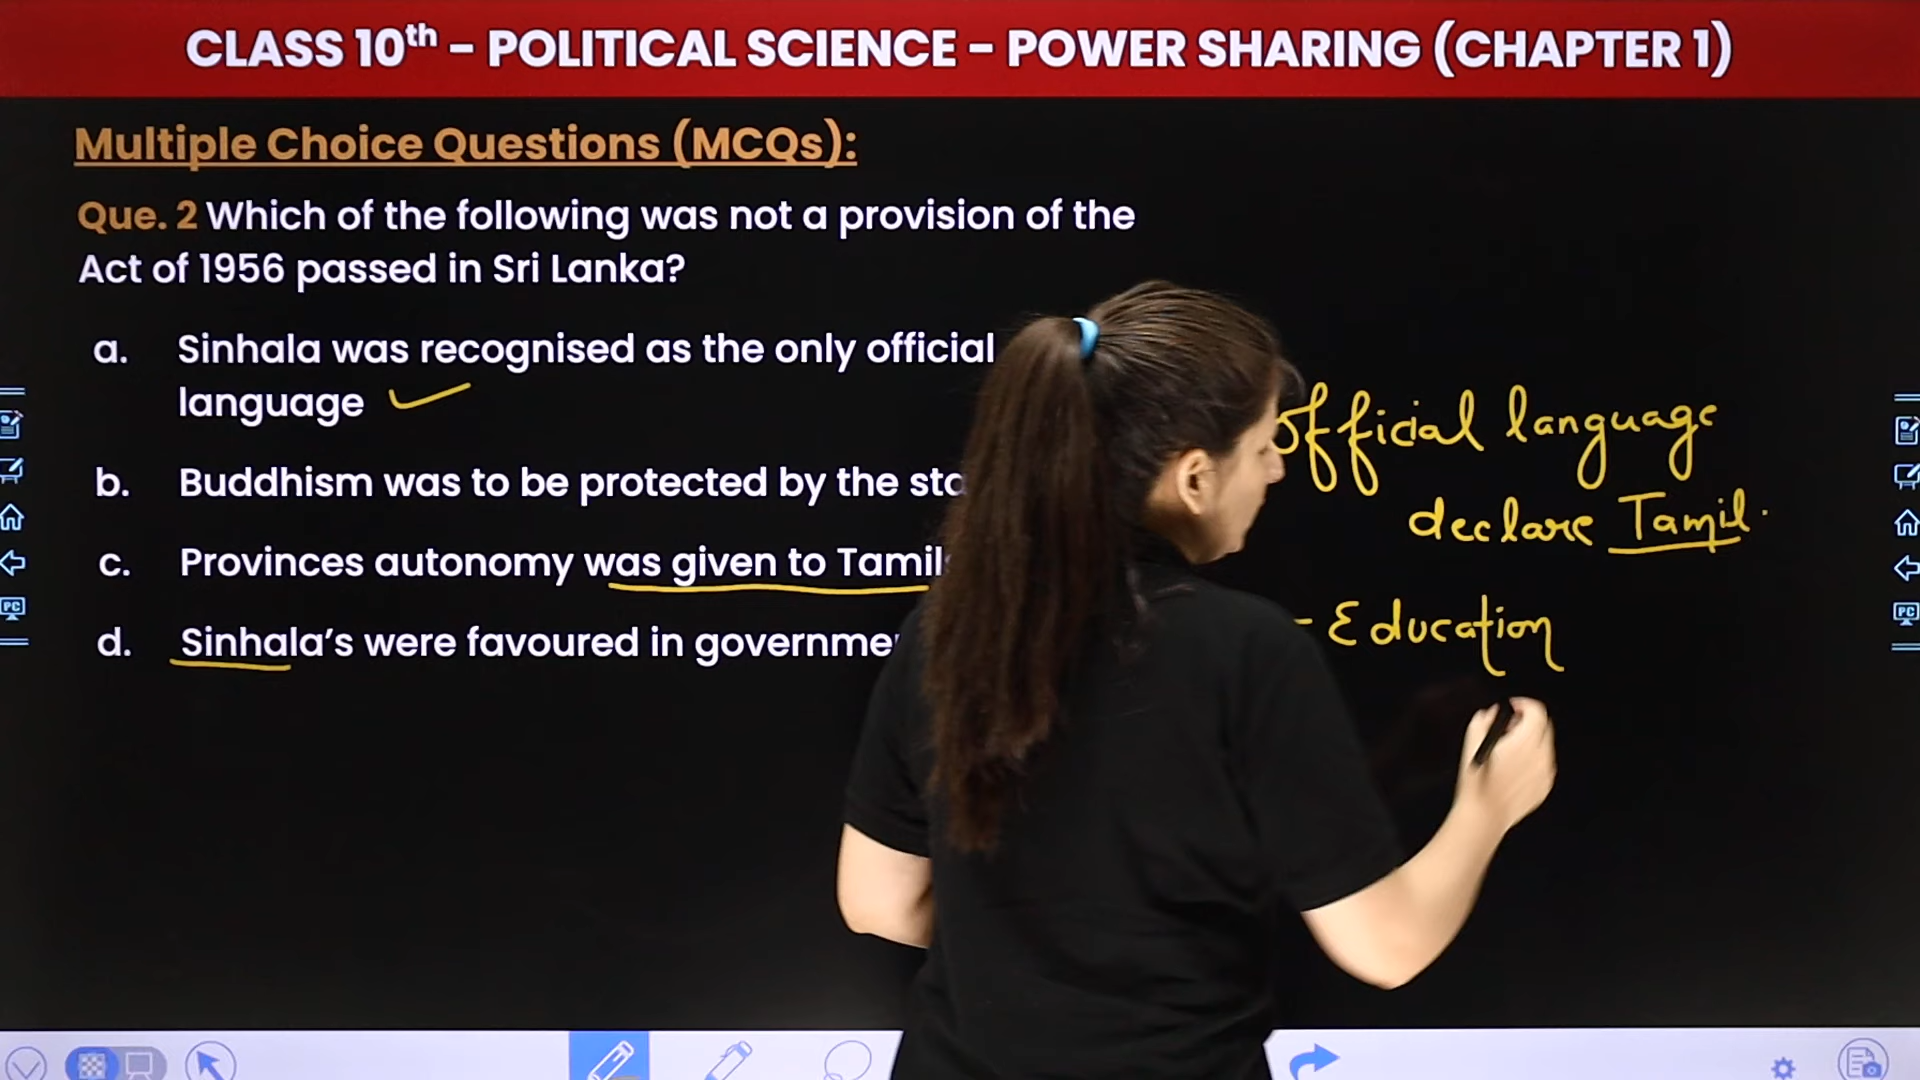 CLASS 10th – POLITICAL SCIENCE – POWER SHARING (CHAPTER 1)
Multiple Choice Questions (MCQs):
Que. 2 Which of the following was not a provision of the
Act of 1956 passed in Sri Lanka?
a. Sinhala was recognised as the only official
language
b. Buddhism was to be protected by the
c. Provinces autonomy was given to
d. Sinhala's were favoured in
official language
declare Tamil.
- Education
PC
PC